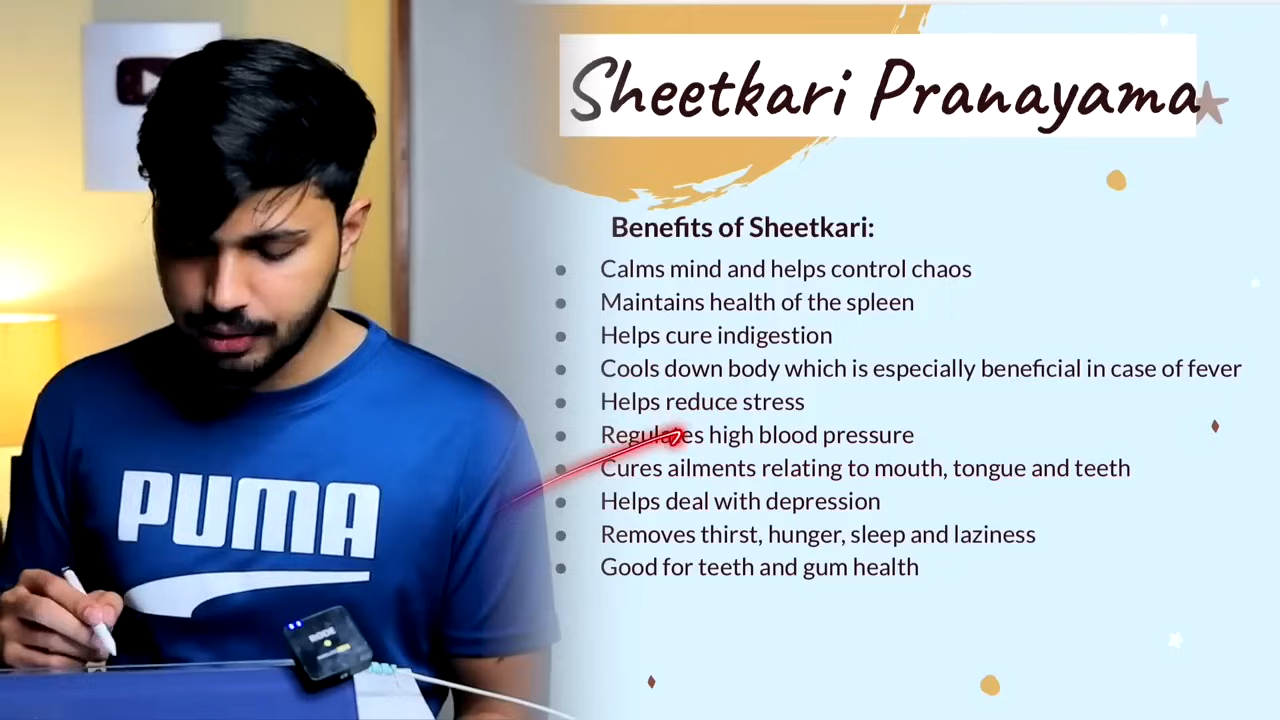 Sheetkari Pranayama
Benefits of Sheetkari:
Calms mind and helps control chaos
Maintains health of the spleen
Helps cure indigestion
Cools down body which is especially beneficial in case of fever
Helps reduce stress
Regulates high blood pressure
Cures ailments relating to mouth, tongue and teeth
Helps deal with depression
Removes thirst, hunger, sleep and laziness
Good for teeth and gum health
PUMA
RODE